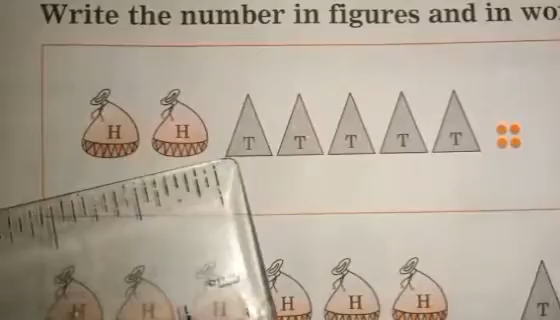 Write the number in figures and in wo
H H T T T T T
H H H H H H T